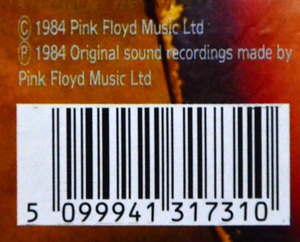 © 1984 Pink Floyd Music Ltd
℗ 1984 Original sound recordings made by
Pink Floyd Music Ltd
5 099941 317310